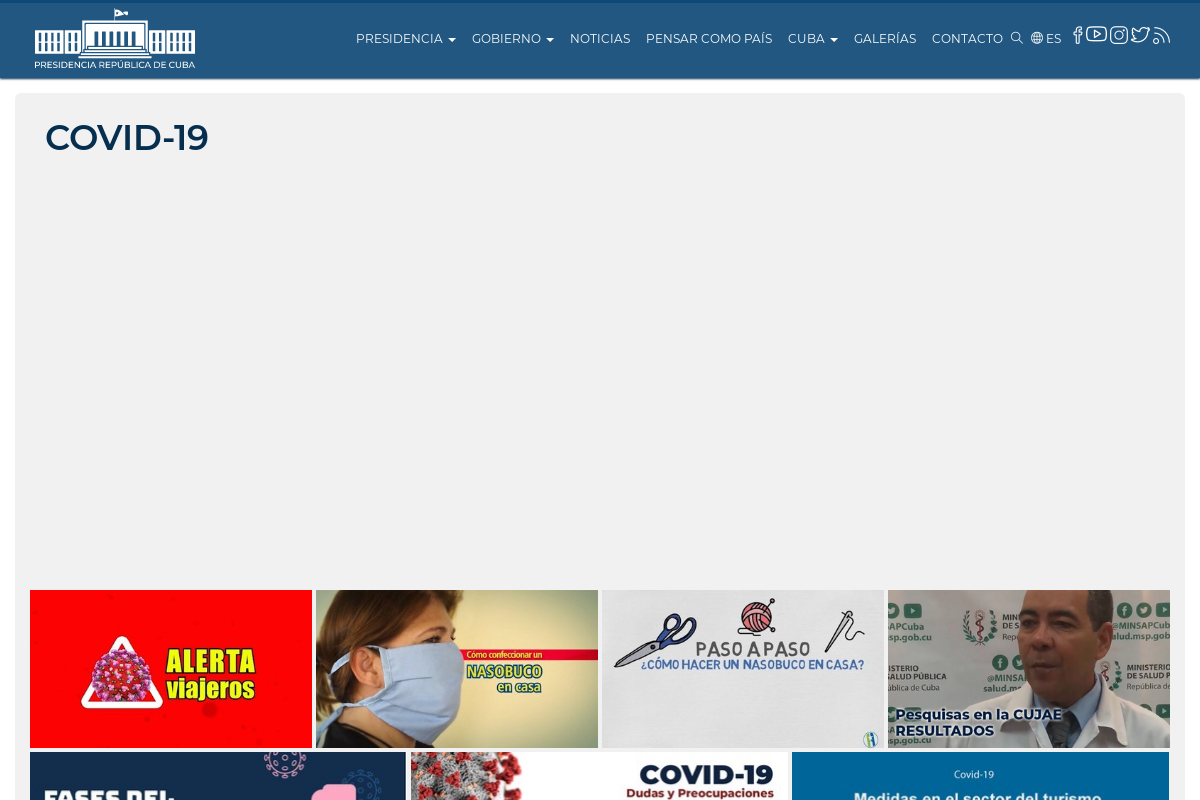 PRESIDENCIA REPÚBLICA DE CUBA
PRESIDENCIA
GOBIERNO
NOTICIAS
PENSAR COMO PAÍS
CUBA
GALERÍAS
CONTACTO
ES
COVID-19
ALERTA
viajeros
Cómo confeccionar un
NASOBUCO
en casa
PASO A PASO
¿CÓMO HACER UN NASOBUCO EN CASA?
@MINSAPCuba
salud.msp.gob
MINISTERIO
DE SALUD PÚBLICA
República de Cuba
Pesquisas en la CUJAE
RESULTADOS
FASES DEL
COVID-19
Dudas y Preocupaciones
Covid-19
Medidas en el sector del turismo